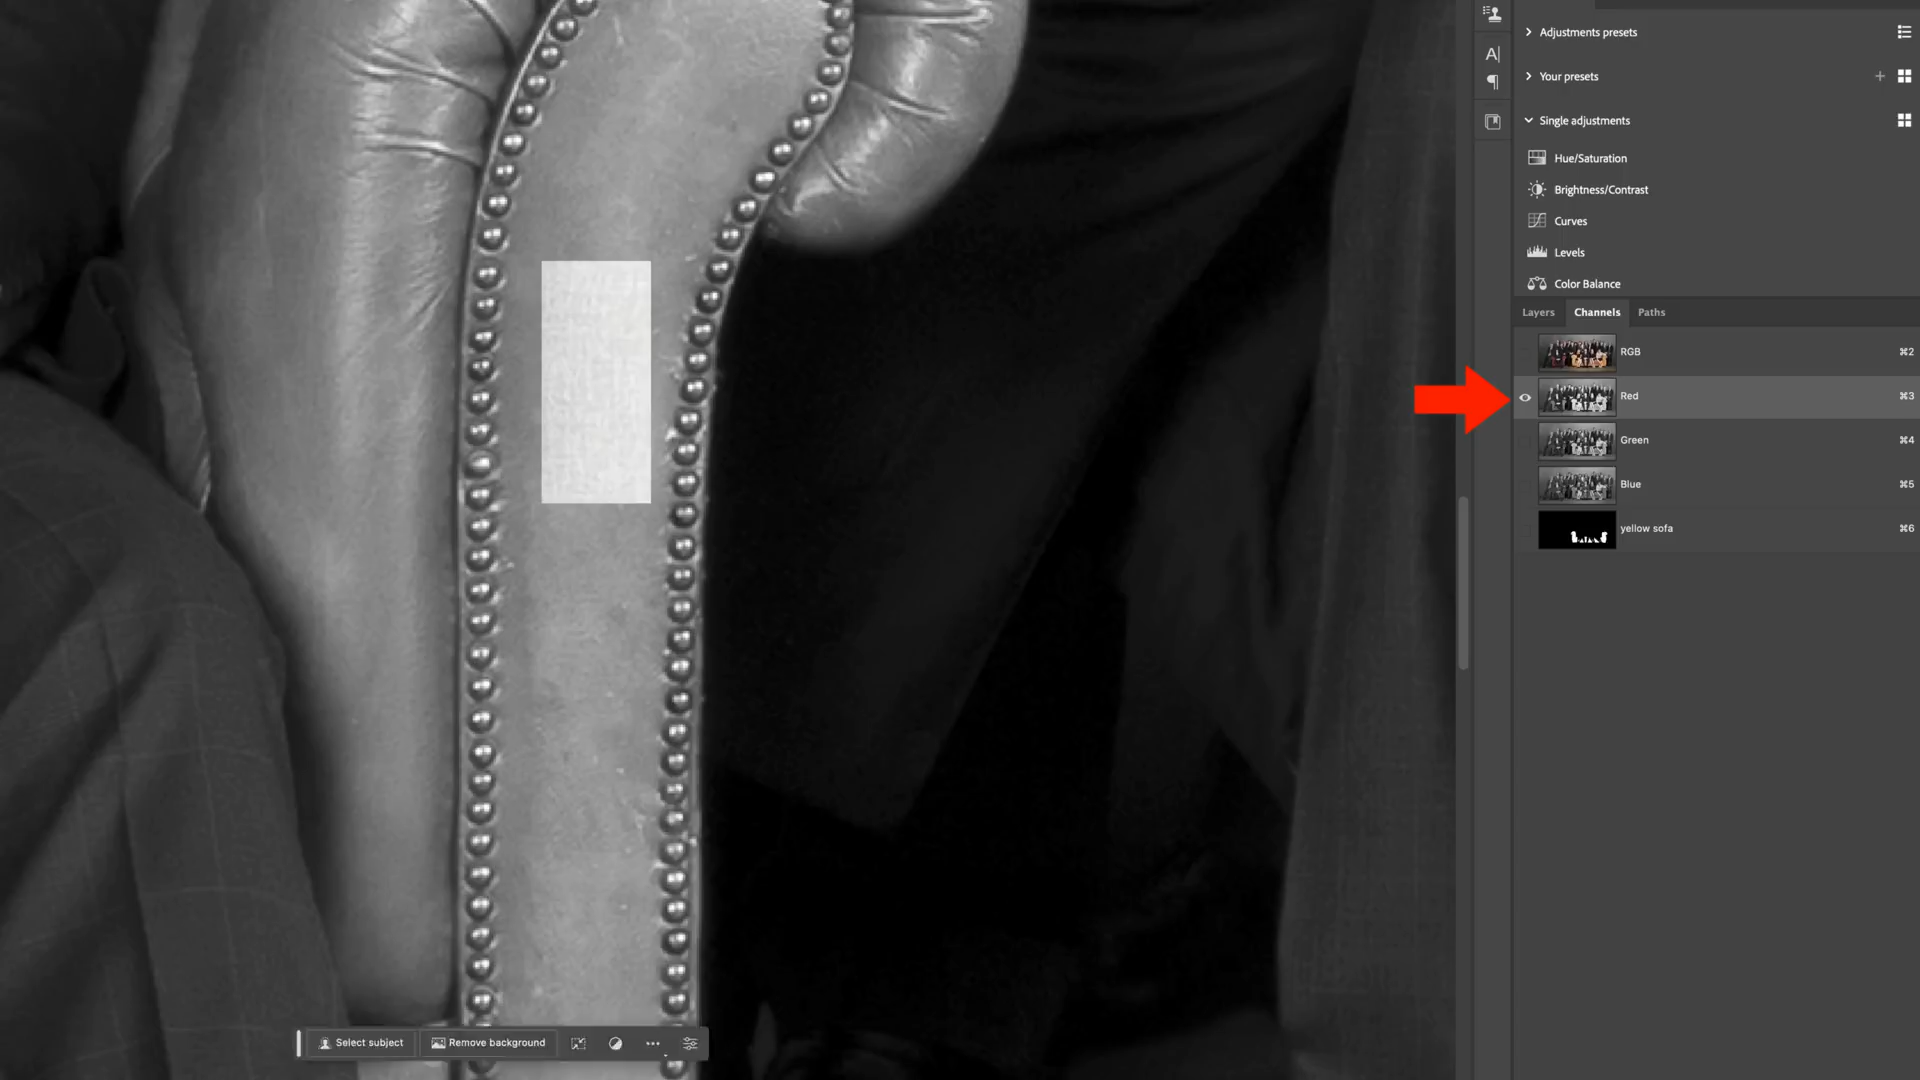 Adjustments presets
Your presets
Single adjustments
Hue/Saturation
Brightness/Contrast
Curves
Levels
Color Balance
Layers Channels Paths
RGB ⌘2
Red ⌘3
Green ⌘4
Blue ⌘5
yellow sofa ⌘6
Select subject Remove background